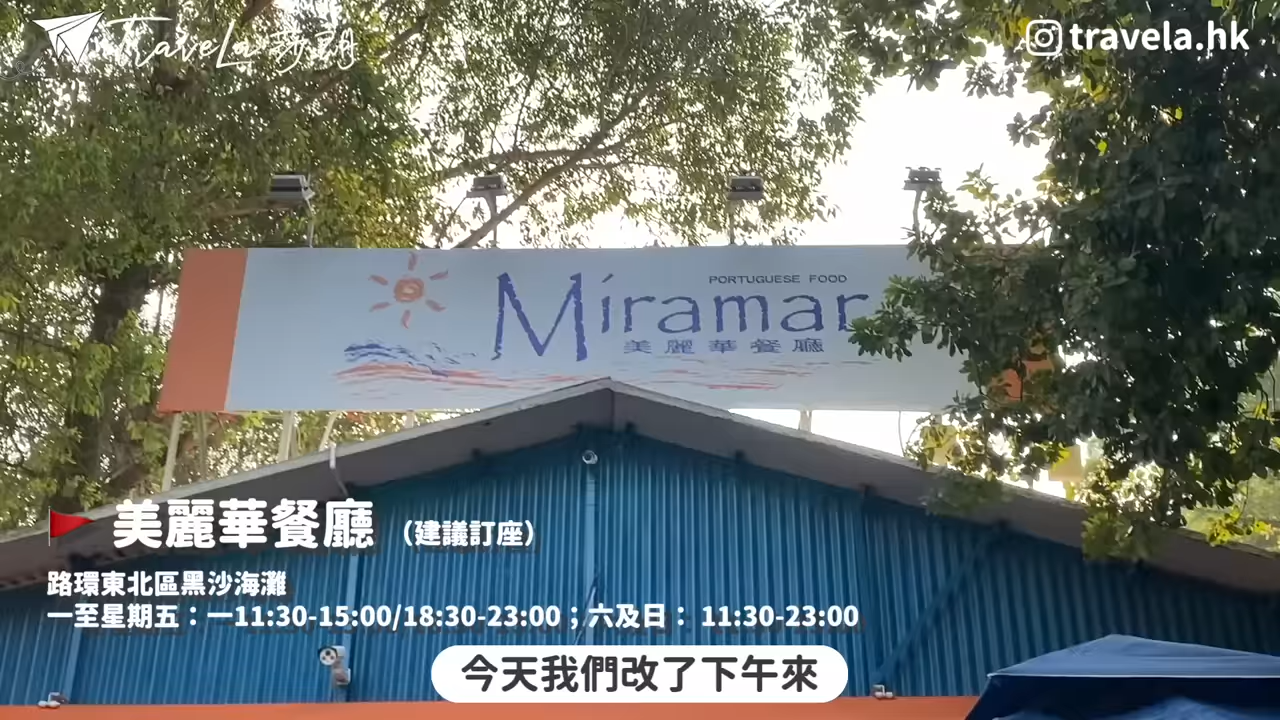 TraveLa 訪朗
travela.hk
PORTUGUESE FOOD
Miramar
美麗華餐廳
美麗華餐廳 (建議訂座)
路環東北區黑沙海灘
一至星期五：一11:30-15:00/18:30-23:00；六及日： 11:30-23:00
今天我們改了下午來